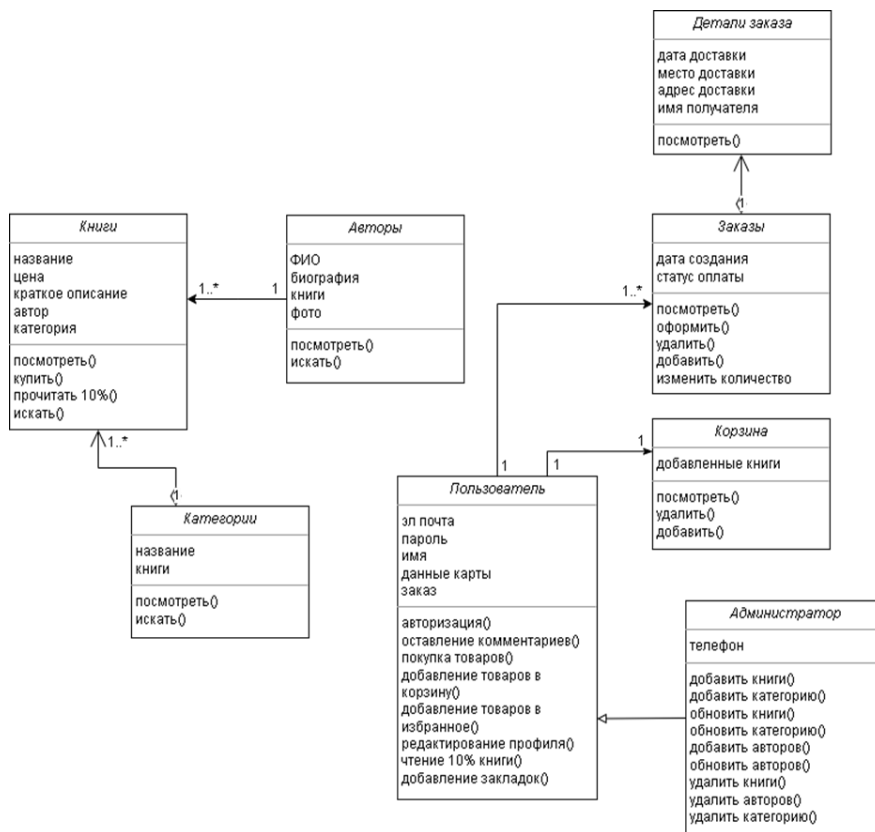 Детали заказа
дата доставки
место доставки
адрес доставки
имя получателя
посмотреть()
1
Книги
название
цена
краткое описание
автор
категория
посмотреть()
купить()
прочитать 10%()
искать()
1..*
1
Авторы
ФИО
биография
книги
фото
посмотреть()
искать()
Заказы
дата создания
статус оплаты
посмотреть()
оформить()
удалить()
добавить()
изменить количество
1..*
1
1..*
1
Категории
название
книги
посмотреть()
искать()
Корзина
добавленные книги
посмотреть()
удалить()
добавить()
1
1
Пользователь
эл почта
пароль
имя
данные карты
заказ
авторизация()
оставление комментариев()
покупка товаров()
добавление товаров в
корзину()
добавление товаров в
избранное()
редактирование профиля()
чтение 10% книги()
добавление закладок()
Администратор
телефон
добавить книги()
добавить категорию()
обновить книги()
обновить категорию()
добавить авторов()
обновить авторов()
удалить книги()
удалить авторов()
удалить категорию()